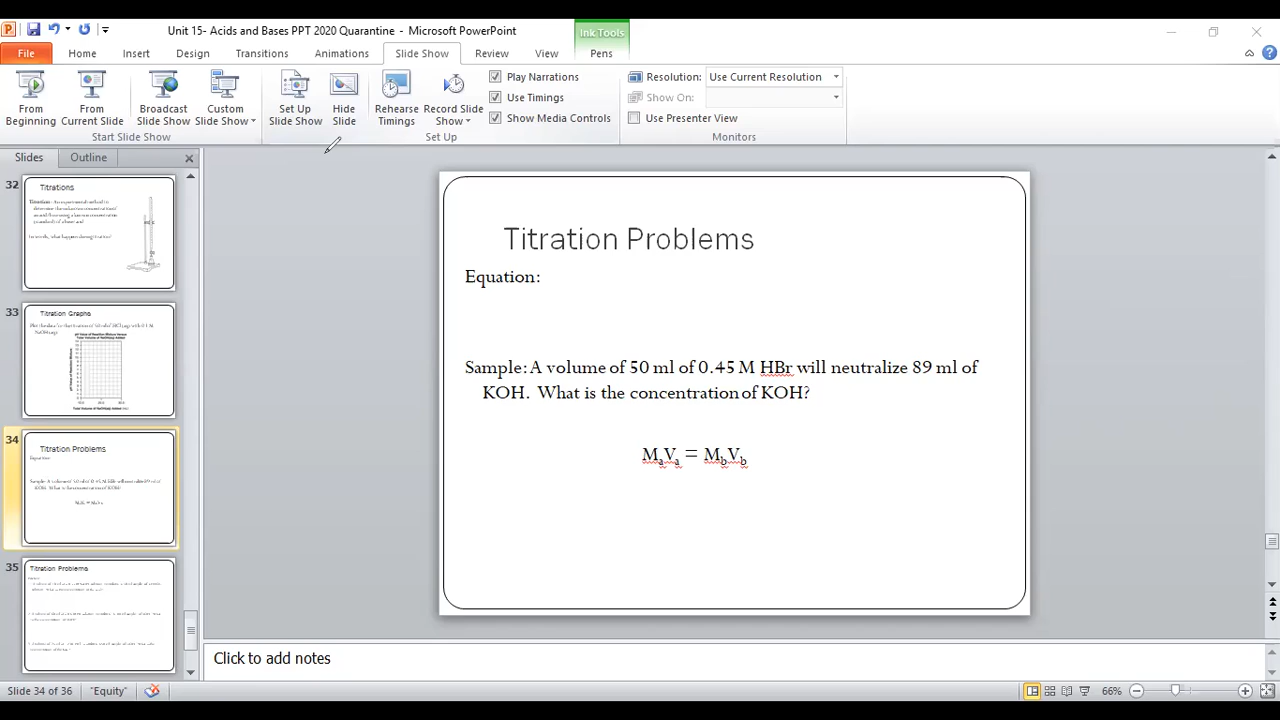 Unit 15- Acids and Bases PPT 2020 Quarantine - Microsoft PowerPoint
Ink Tools
File Home Insert Design Transitions Animations Slide Show Review View Pens
From Beginning
From Current Slide
Broadcast Slide Show
Custom Slide Show
Set Up Slide Show
Hide Slide
Rehearse Timings
Record Slide Show
Play Narrations
Use Timings
Show Media Controls
Resolution: Use Current Resolution
Show On:
Use Presenter View
Start Slide Show Set Up Monitors
Slides Outline
32
Titrations
33
Titration Graphs
34
Titration Problems
35
Titration Problems
Titration Problems
Equation:
Sample: A volume of 50 ml of 0.45 M HBr will neutralize 89 ml of
KOH. What is the concentration of KOH?
MaVa = MbVb
Click to add notes
Slide 34 of 36 "Equity" 66%